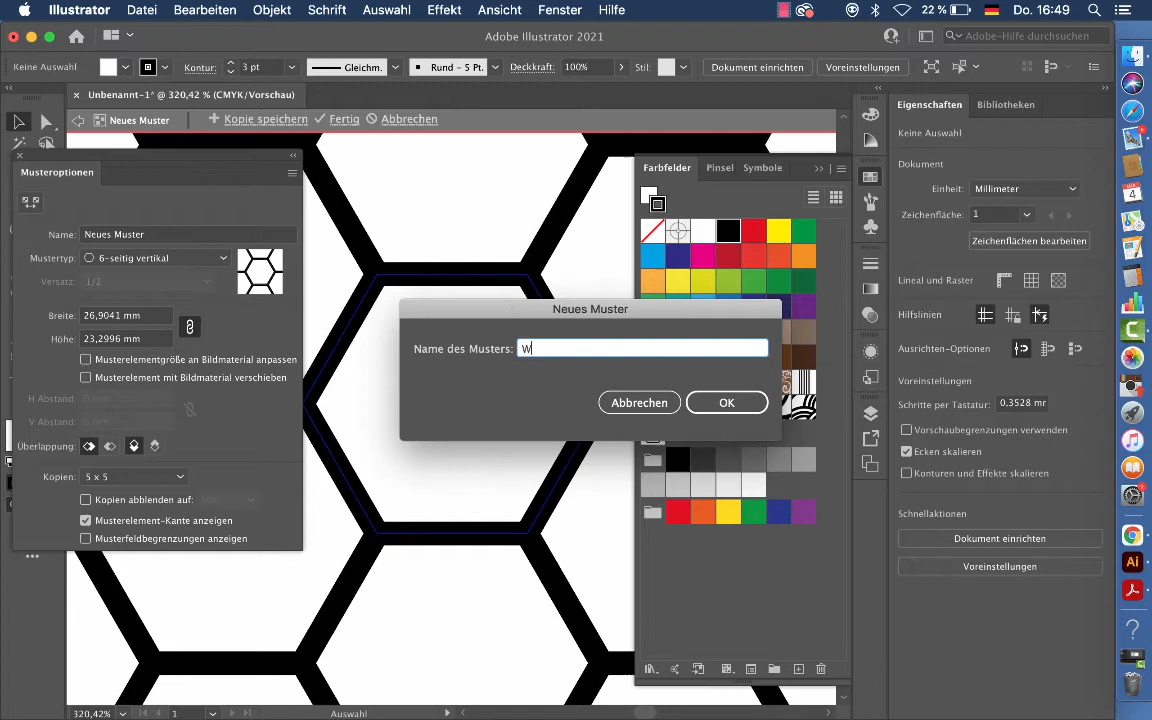 Illustrator Datei Bearbeiten Objekt Schrift Auswahl Effekt Ansicht Fenster Hilfe 22 % Do. 16:49
Adobe Illustrator 2021
Adobe-Hilfe durchsuchen
Keine Auswahl Kontur: 3 pt Gleichm. Rund - 5 Pt. Deckkraft: 100% Stil: Dokument einrichten Voreinstellungen
Unbenannt-1* @ 320,42 % (CMYK/Vorschau)
Neues Muster Kopie speichern Fertig Abbrechen
Musteroptionen
Name: Neues Muster
Mustertyp: 6-seitig vertikal
Versatz: 1/2
Breite: 26,9041 mm
Höhe: 23,2996 mm
Musterelementgröße an Bildmaterial anpassen
Musterelement mit Bildmaterial verschieben
H Abstand: 0 mm
V Abstand: 0 mm
Überlappung:
Kopien: 5 x 5
Kopien abblenden auf: 50%
Musterelement-Kante anzeigen
Musterfeldbegrenzungen anzeigen
Neues Muster
Name des Musters: W
Abbrechen OK
Farbfelder Pinsel Symbole
Eigenschaften Bibliotheken
Keine Auswahl
Dokument
Einheit: Millimeter
Zeichenfläche: 1
Zeichenflächen bearbeiten
Lineal und Raster
Hilfslinien
Ausrichten-Optionen
Voreinstellungen
Schritte per Tastatur: 0,3528 mr
Vorschaubegrenzungen verwenden
Ecken skalieren
Konturen und Effekte skalieren
Schnellaktionen
Dokument einrichten
Voreinstellungen
320,42% 1 Auswahl